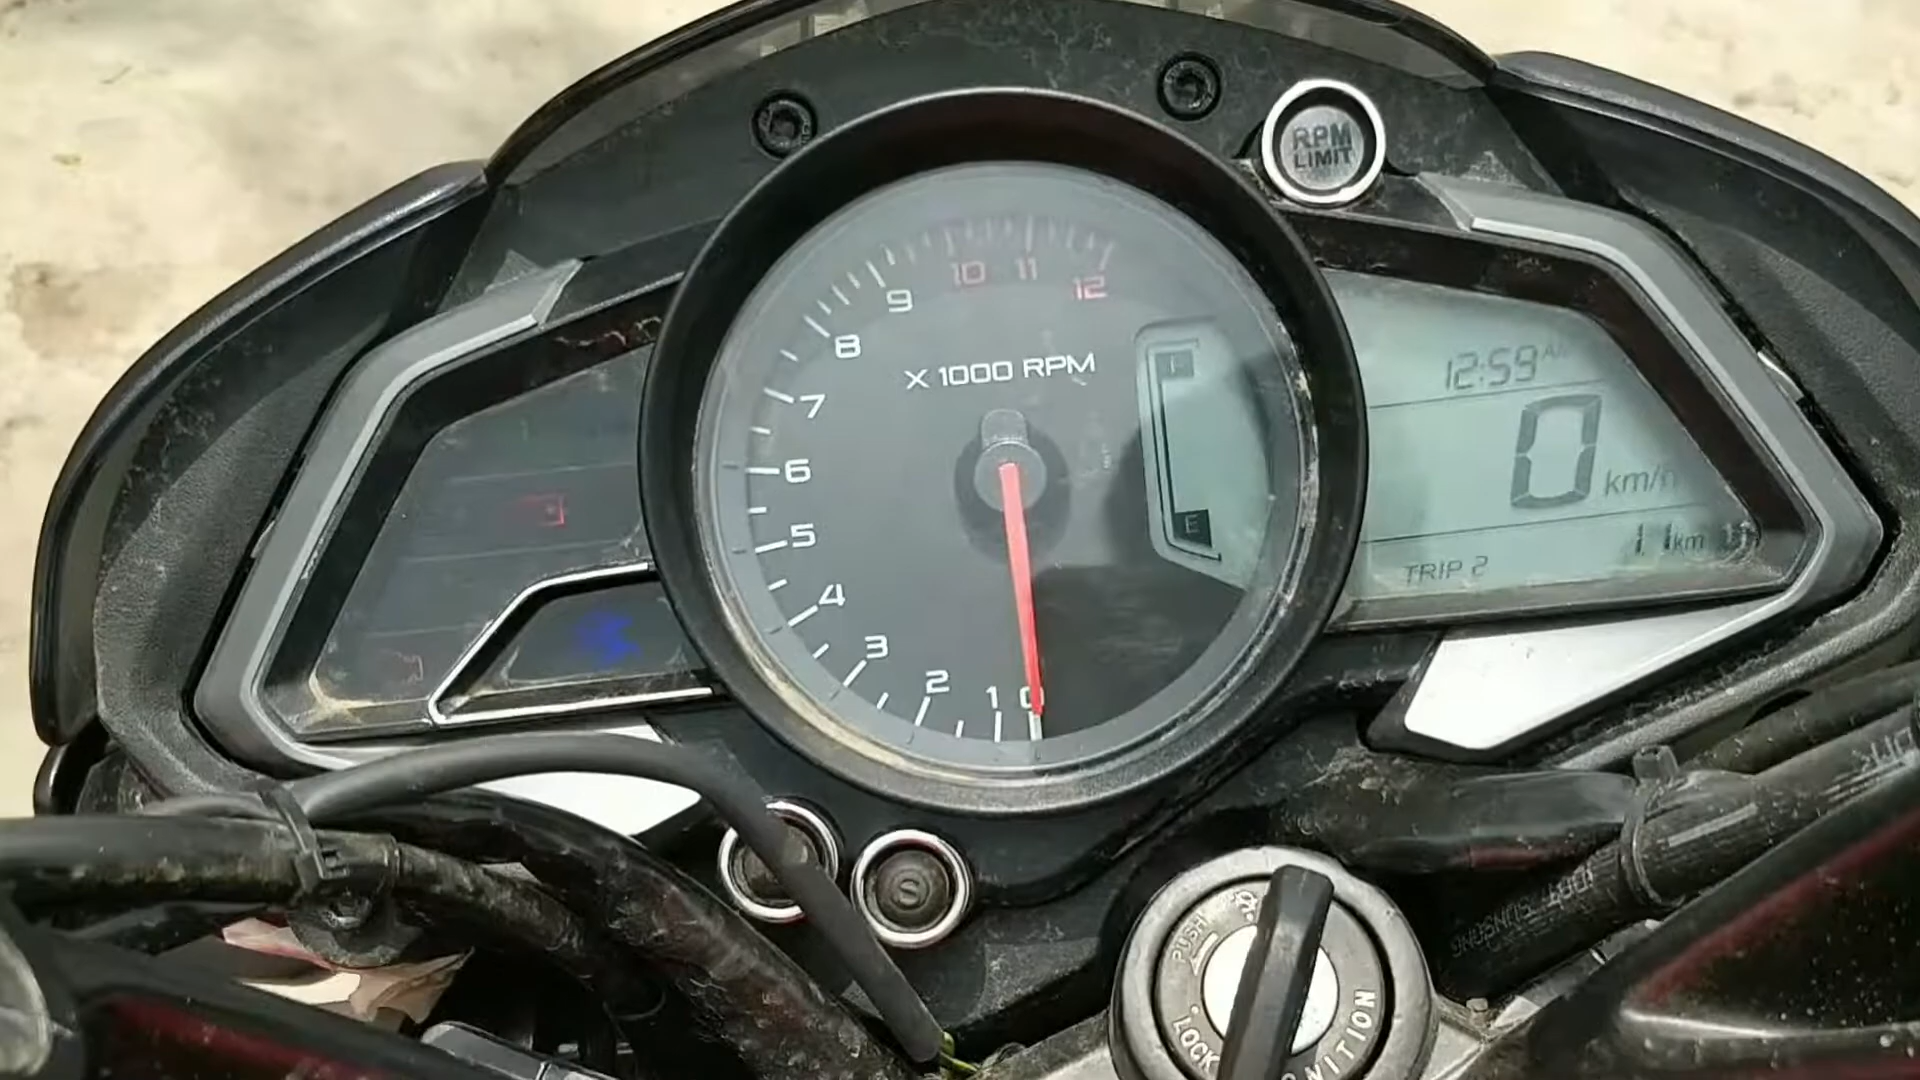 RPM
LIMIT
10 11 12
9
8
X 1000 RPM
7
6
5
4
3
2
1 0
E
12:59 AM
0 km/h
1.1 km
TRIP 2
S
PUSH
LOCK
IGNITION
SUNSONG